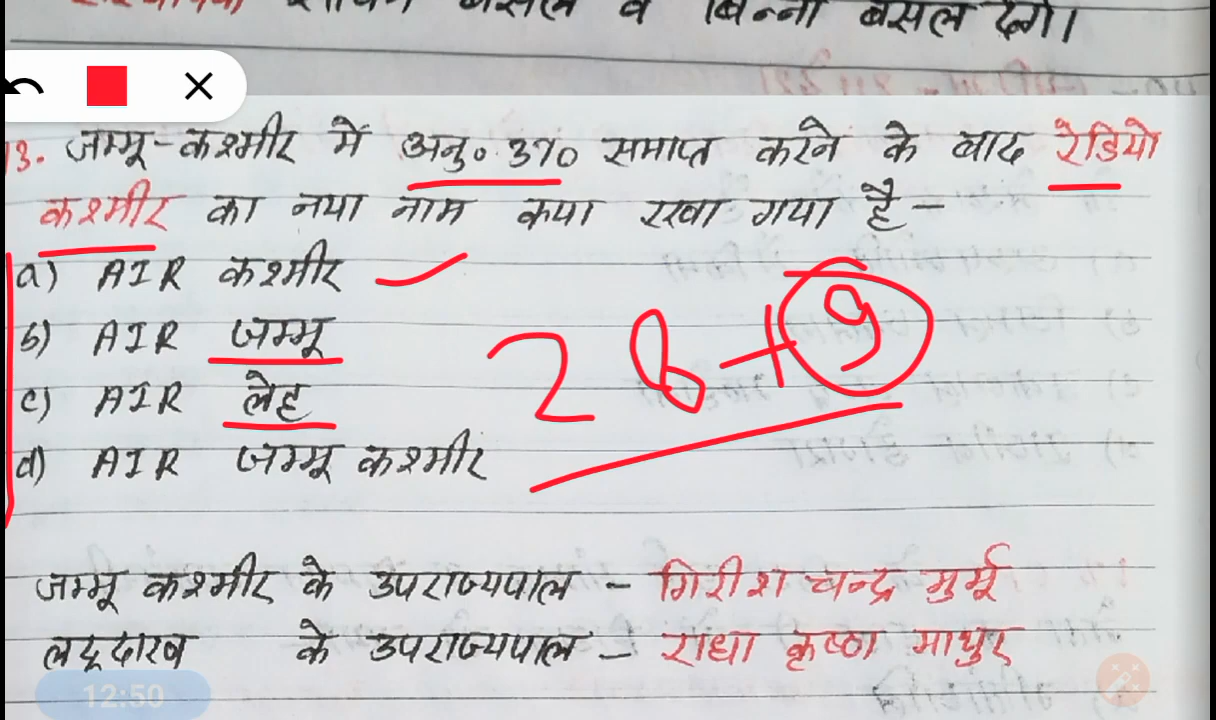 व बिन्नी बेसल देंगे।
13. जम्मू-कश्मीर में अनु० 370 समाप्त करने के बाद रेडियो
कश्मीर का नया नाम क्या रखा गया है-
a) AIR कश्मीर
b) AIR जम्मू
c) AIR लेह
d) AIR जम्मू कश्मीर
28+9
जम्मू कश्मीर के उपराज्यपाल - गिरीश चन्द्र मुर्मू
लद्दाख के उपराज्यपाल - राधा कृष्ण माथुर
12:50